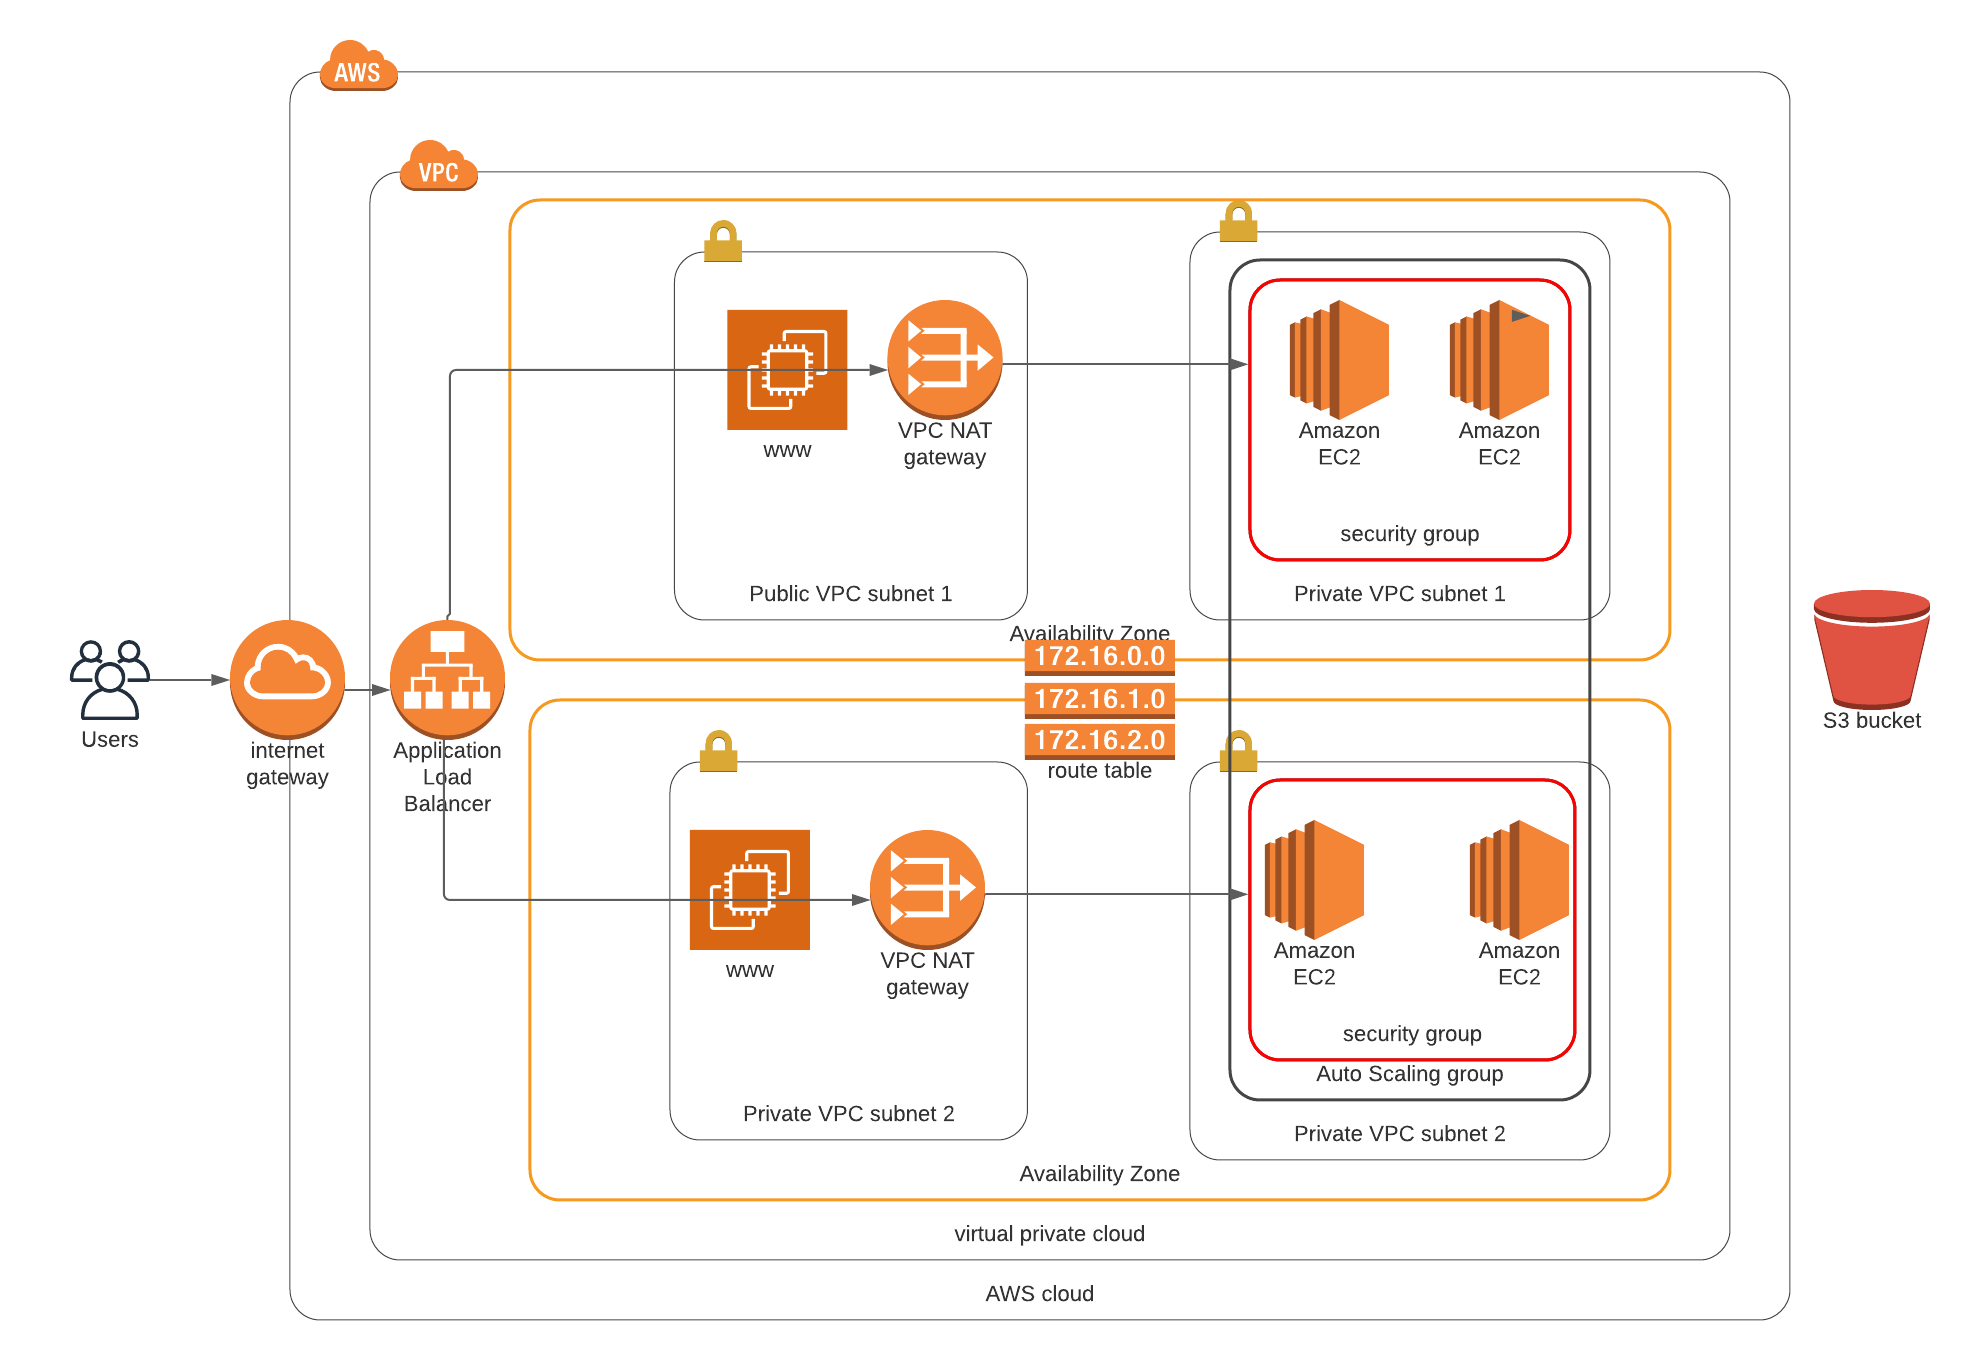 AWS
VPC
www
VPC NAT
gateway
Amazon
EC2
Amazon
EC2
security group
Public VPC subnet 1
Private VPC subnet 1
Availability Zone
172.16.0.0
172.16.1.0
172.16.2.0
route table
Users
internet
gateway
Application
Load
Balancer
S3 bucket
www
VPC NAT
gateway
Amazon
EC2
Amazon
EC2
security group
Auto Scaling group
Private VPC subnet 2
Private VPC subnet 2
Availability Zone
virtual private cloud
AWS cloud